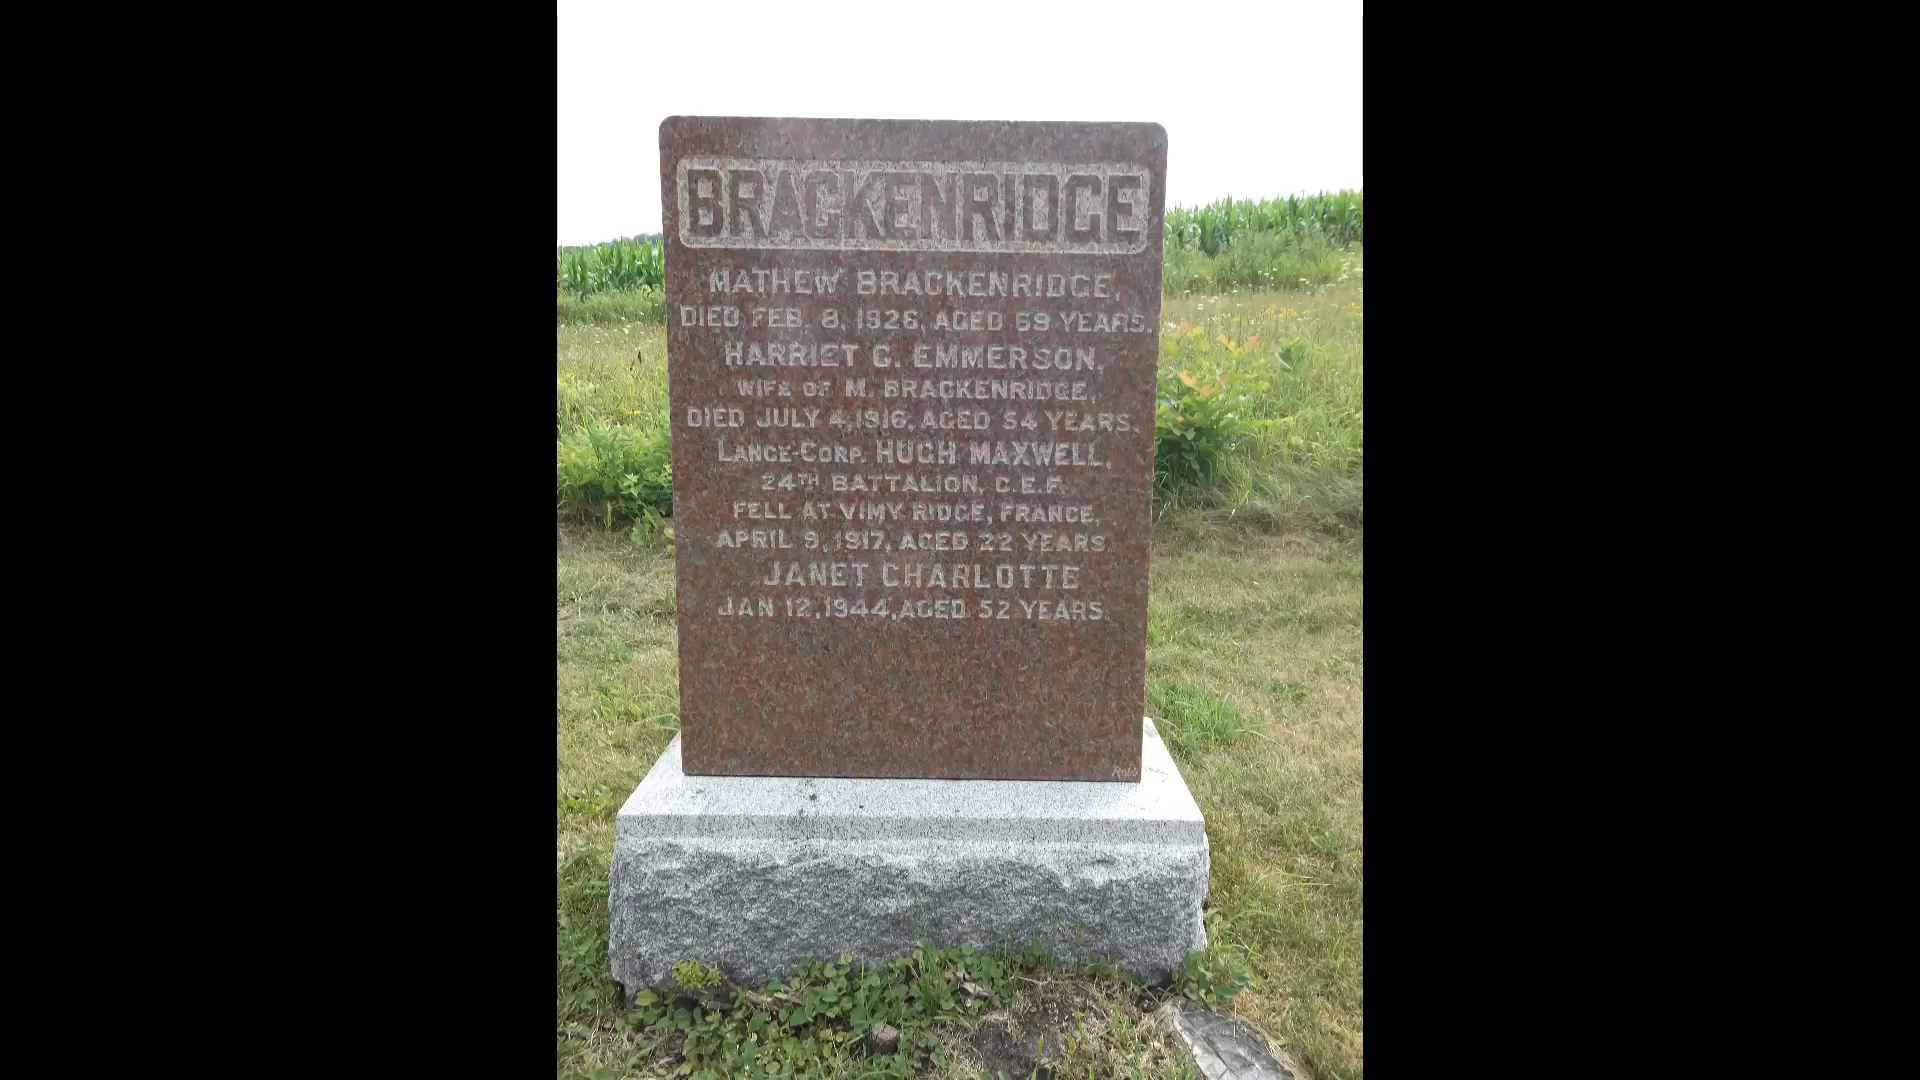 BRACKENRIDGE
MATHEW BRACKENRIDGE,
DIED FEB. 8, 1926, AGED 69 YEARS.
HARRIET C. EMMERSON,
WIFE OF M. BRACKENRIDGE,
DIED JULY 4, 1916, AGED 54 YEARS.
LANCE-CORP. HUGH MAXWELL,
24TH BATTALION, C.E.F.
FELL AT VIMY RIDGE, FRANCE,
APRIL 9, 1917, AGED 22 YEARS.
JANET CHARLOTTE
JAN 12, 1944, AGED 52 YEARS.